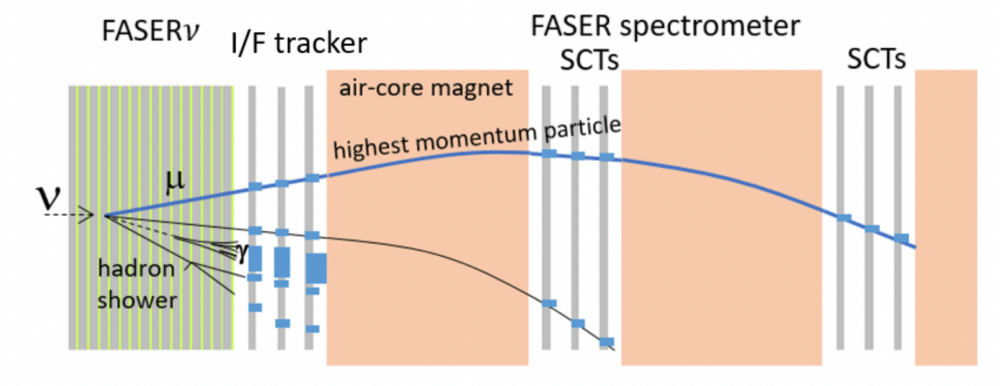 FASERν
I/F tracker
FASER spectrometer
SCTs
SCTs
air-core magnet
highest momentum particle
μ
ν
γ
hadron
shower